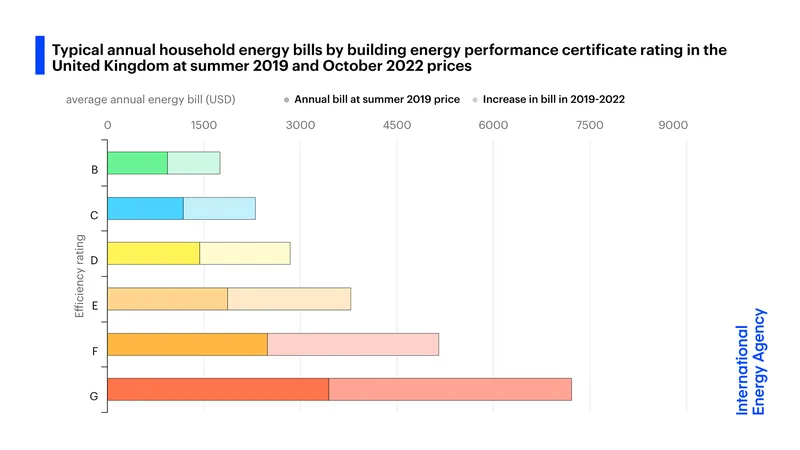 Typical annual household energy bills by building energy performance certificate rating in the
United Kingdom at summer 2019 and October 2022 prices
average annual energy bill (USD)
Annual bill at summer 2019 price
Increase in bill in 2019-2022
0 1500 3000 4500 6000 7500 9000
Efficiency rating
B
C
D
E
F
G
International
Energy Agency